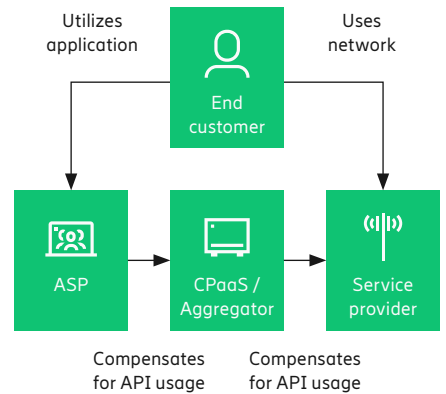 Utilizes
application
Uses
network
End
customer
ASP
CPaaS /
Aggregator
Service
provider
Compensates
for API usage
Compensates
for API usage